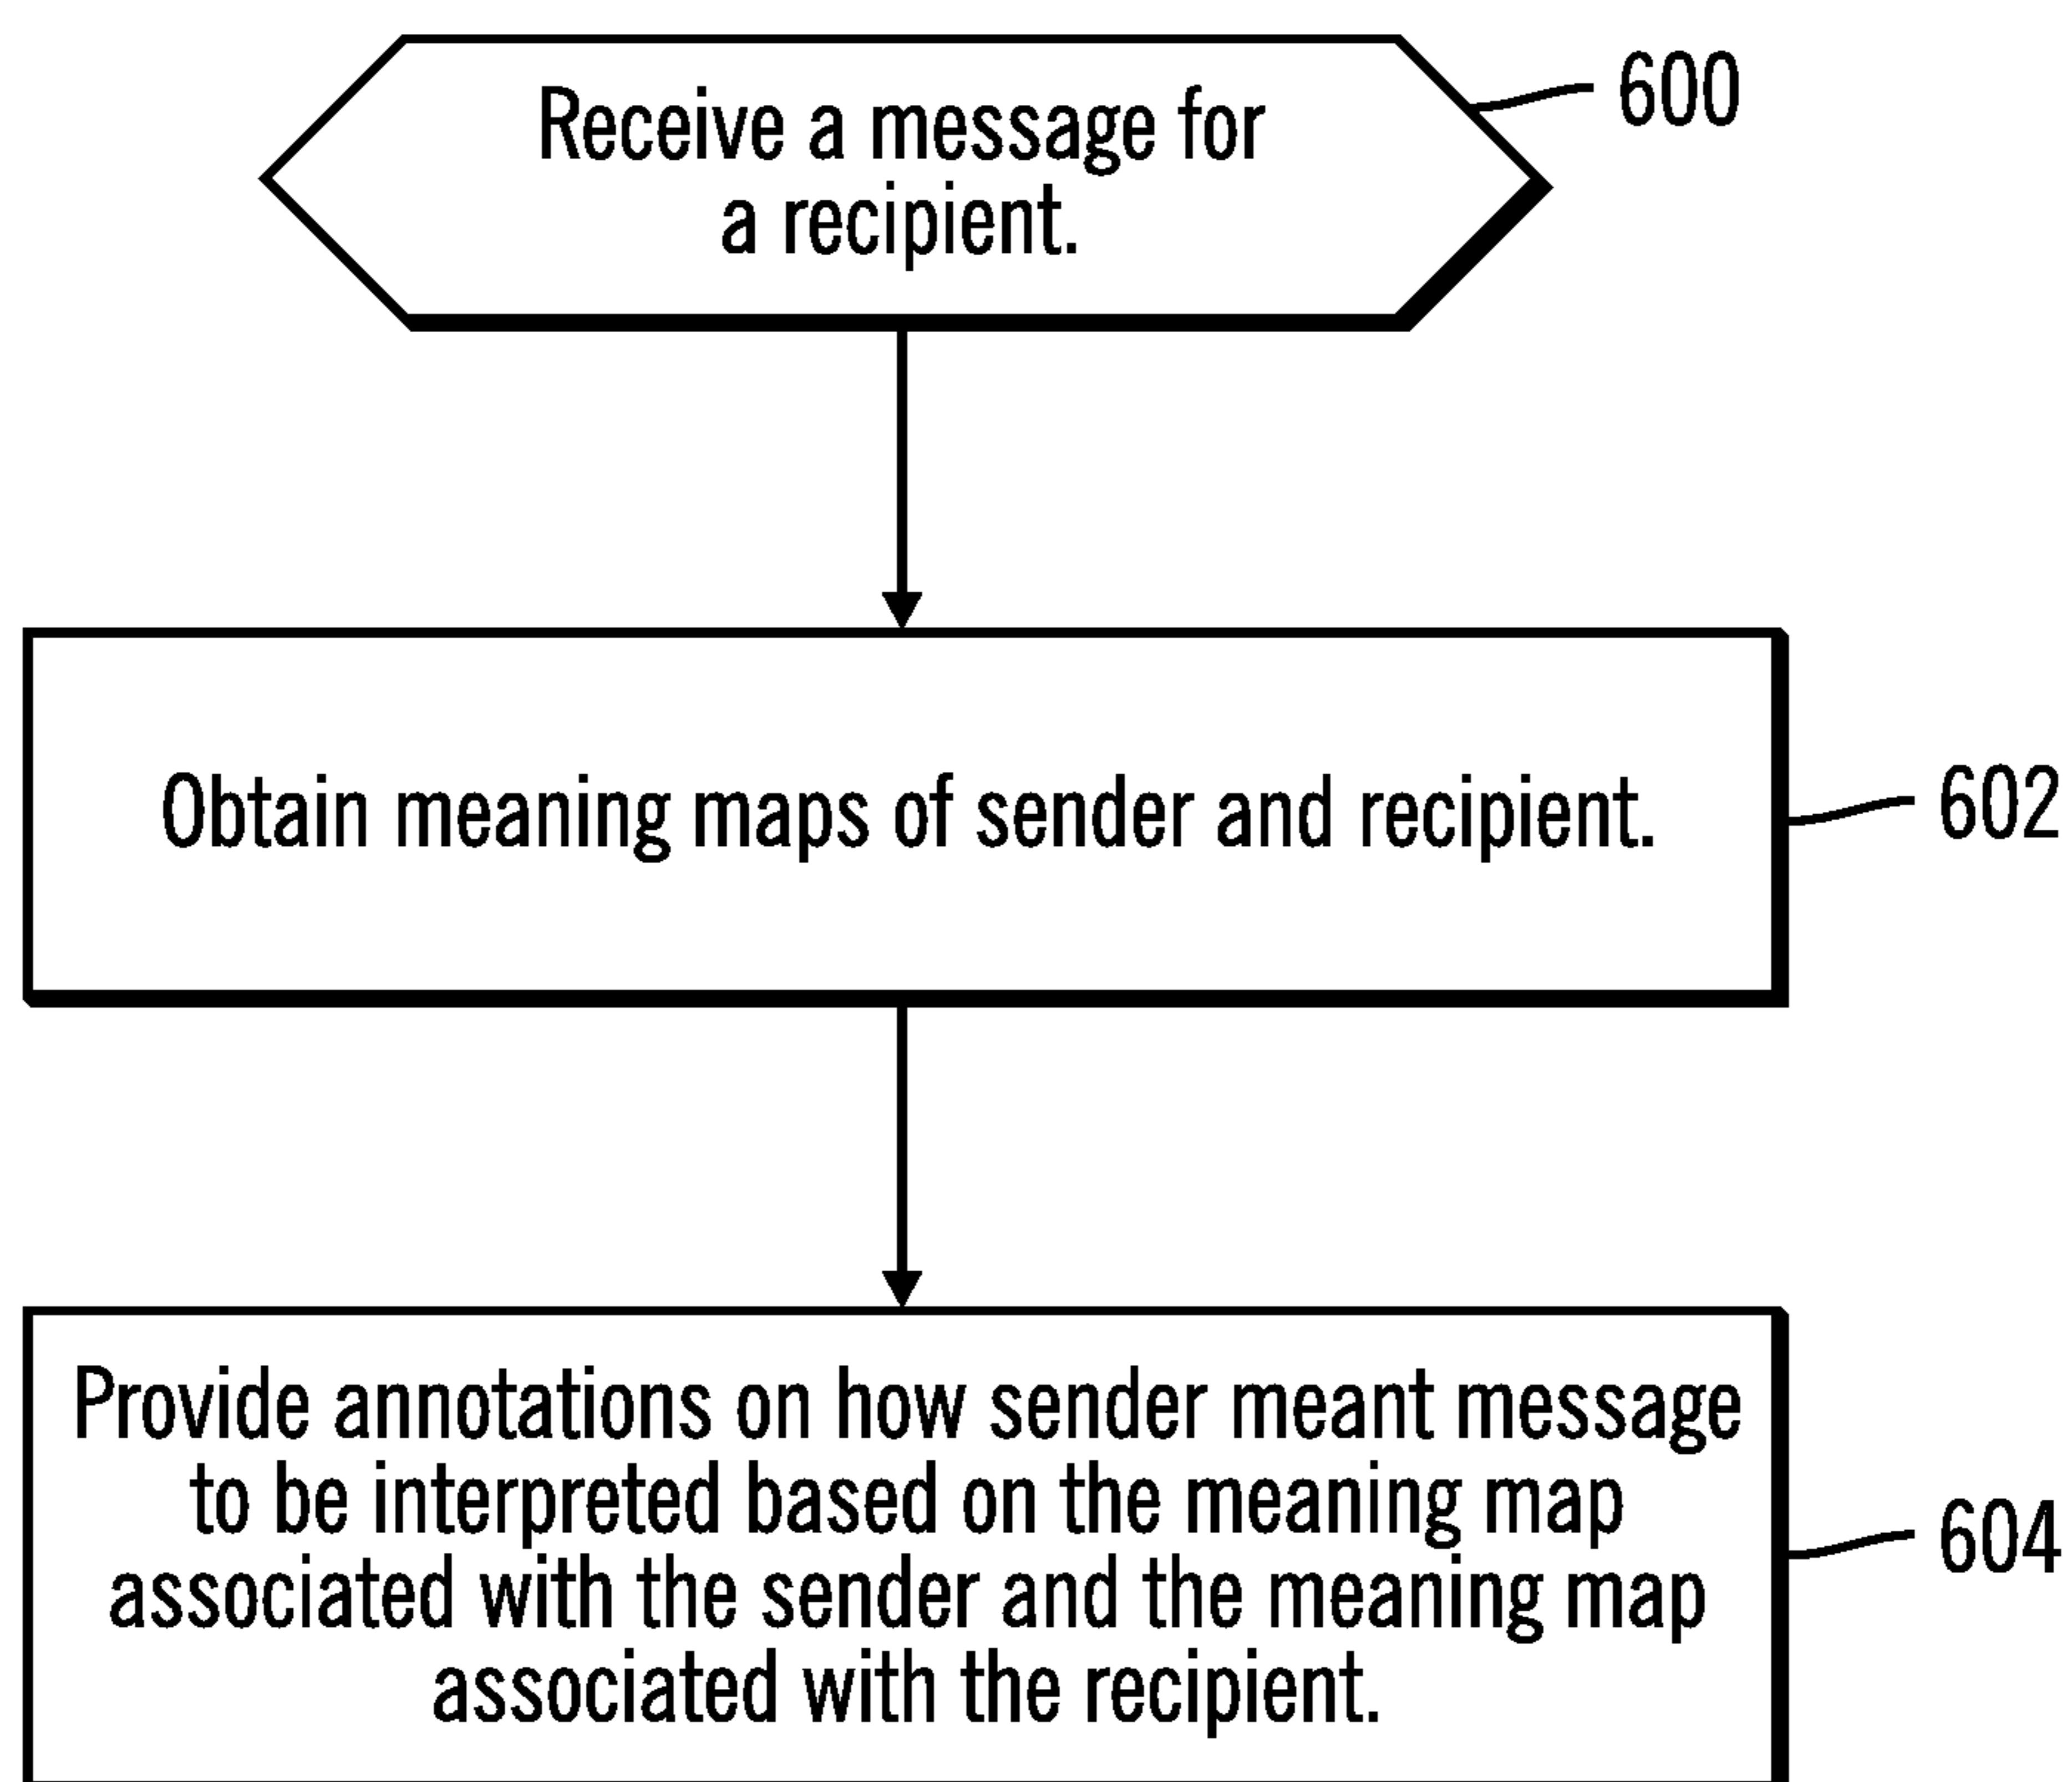 Receive a message for
a recipient.
600
Obtain meaning maps of sender and recipient.
602
Provide annotations on how sender meant message
to be interpreted based on the meaning map
associated with the sender and the meaning map
associated with the recipient.
604